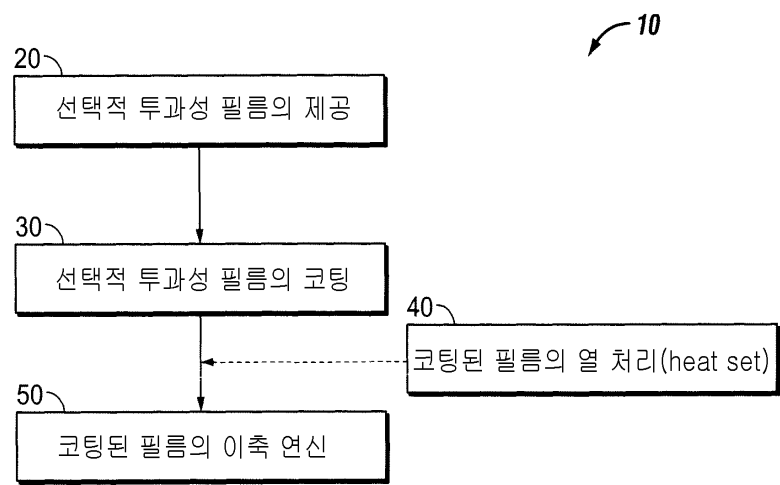 10
20
선택적 투과성 필름의 제공
30
선택적 투과성 필름의 코팅
40
코팅된 필름의 열 처리(heat set)
50
코팅된 필름의 이축 연신